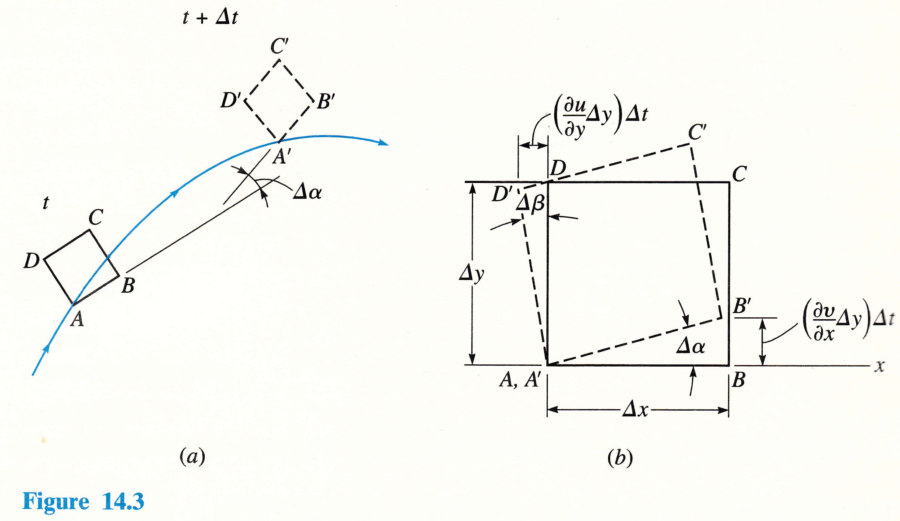 t + Δt
C′
D′
B′
A′
Δα
t
C
D
B
A
(a)
(∂u/∂y Δy) Δt
C′
D
C
D′
Δβ
Δy
B′
(∂v/∂x Δy) Δt
Δα
x
A, A′
B
Δx
(b)
Figure 14.3